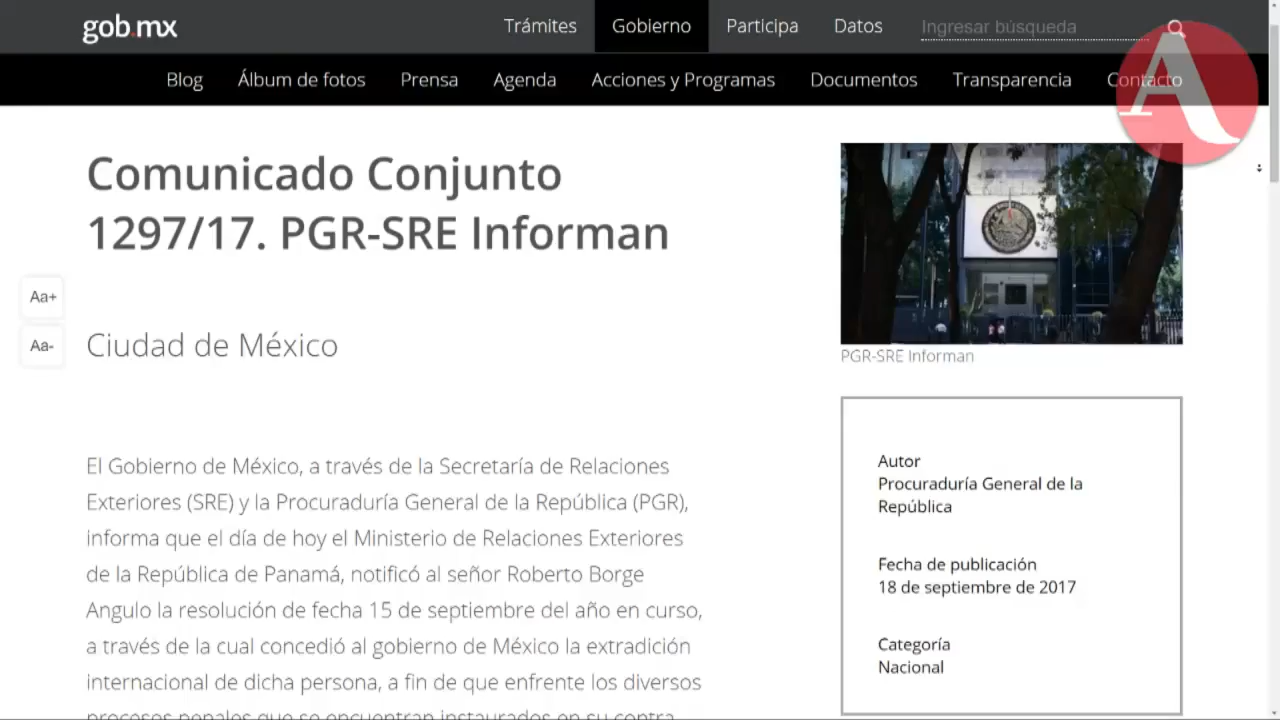 gob.mx
Trámites
Gobierno
Participa
Datos
Ingresar búsqueda
Blog
Álbum de fotos
Prensa
Agenda
Acciones y Programas
Documentos
Transparencia
Contacto
A
Comunicado Conjunto
1297/17. PGR-SRE Informan
Aa+
Aa-
Ciudad de México
El Gobierno de México, a través de la Secretaría de Relaciones
Exteriores (SRE) y la Procuraduría General de la República (PGR),
informa que el día de hoy el Ministerio de Relaciones Exteriores
de la República de Panamá, notificó al señor Roberto Borge
Angulo la resolución de fecha 15 de septiembre del año en curso,
a través de la cual concedió al gobierno de México la extradición
internacional de dicha persona, a fin de que enfrente los diversos
procesos penales que se encuentran instaurados en su contra
PGR-SRE Informan
Autor
Procuraduría General de la
República
Fecha de publicación
18 de septiembre de 2017
Categoría
Nacional